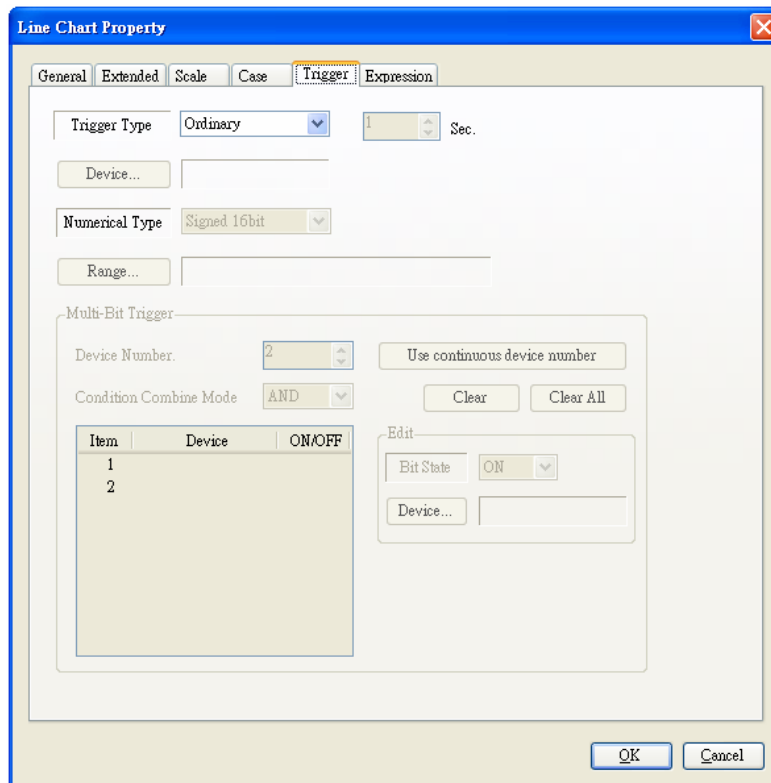 Line Chart Property
General Extended Scale Case Trigger Expression
Trigger Type Ordinary 1 Sec.
Device...
Numerical Type Signed 16bit
Range...
Multi-Bit Trigger
Device Number. 2 Use continuous device number
Condition Combine Mode AND Clear Clear All
Item Device ON/OFF
1
2
Edit
Bit State ON
Device...
OK Cancel